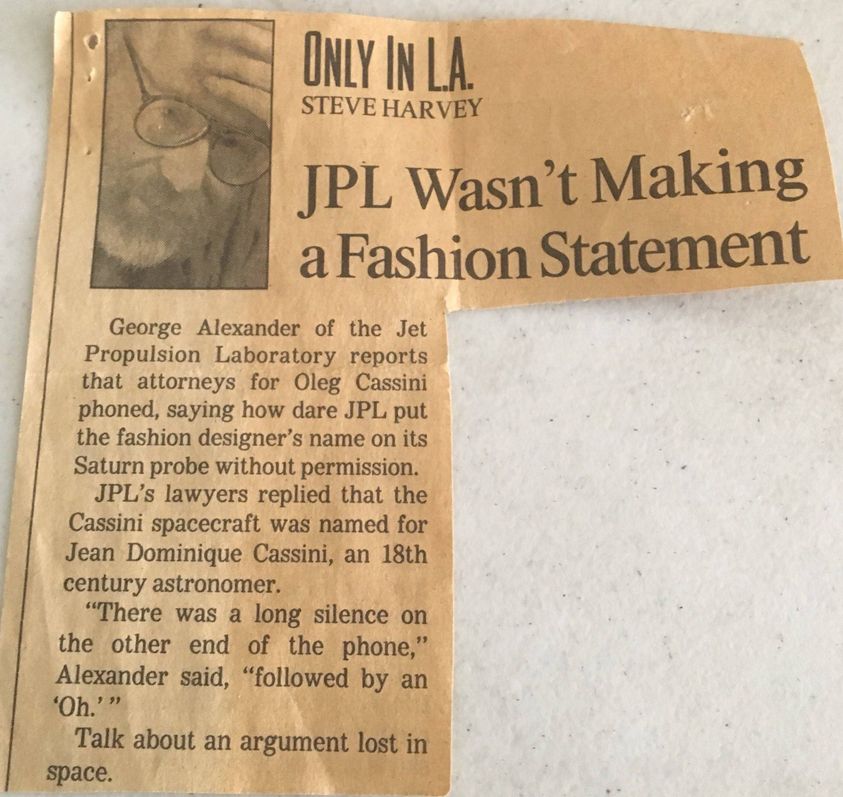 ONLY IN L.A.
STEVE HARVEY
JPL Wasn't Making
a Fashion Statement
George Alexander of the Jet
Propulsion Laboratory reports
that attorneys for Oleg Cassini
phoned, saying how dare JPL put
the fashion designer's name on its
Saturn probe without permission.
JPL's lawyers replied that the
Cassini spacecraft was named for
Jean Dominique Cassini, an 18th
century astronomer.
“There was a long silence on
the other end of the phone,”
Alexander said, “followed by an
‘Oh.’ ”
Talk about an argument lost in
space.